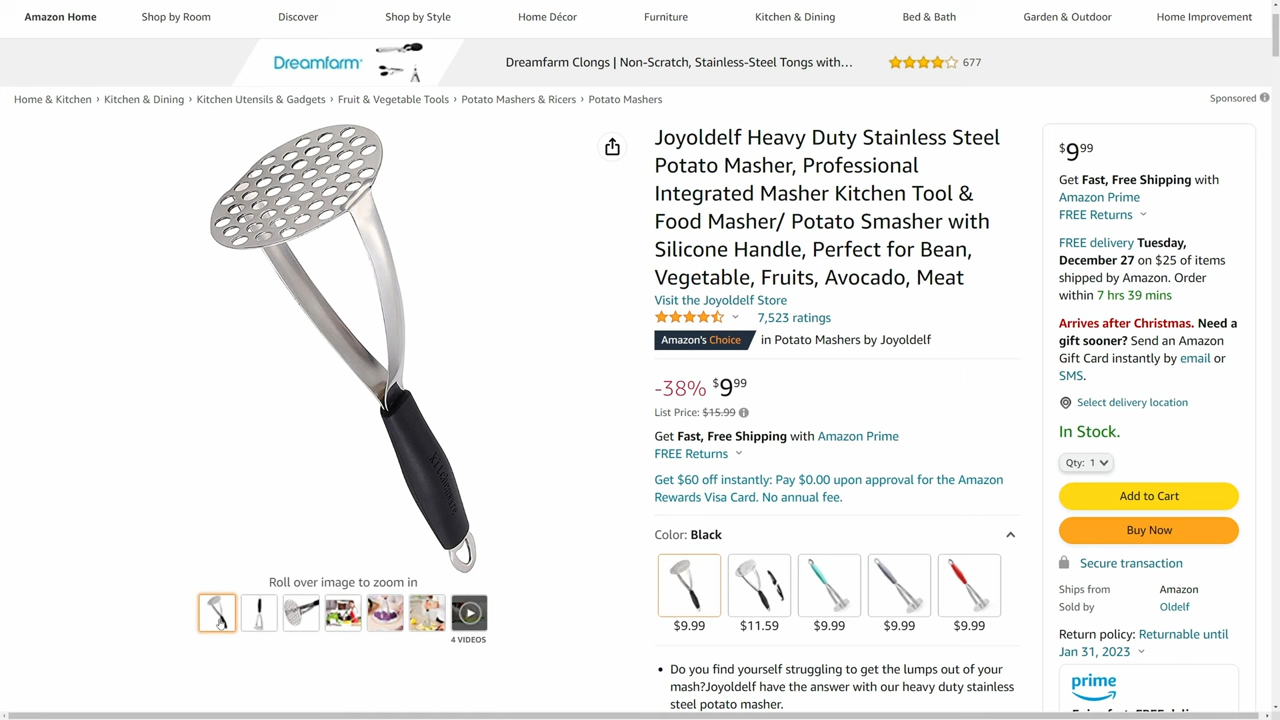 Amazon Home
Shop by Room
Discover
Shop by Style
Home Décor
Furniture
Kitchen & Dining
Bed & Bath
Garden & Outdoor
Home Improvement
Dreamfarm
Dreamfarm Clongs | Non-Scratch, Stainless-Steel Tongs with…
677
Home & Kitchen › Kitchen & Dining › Kitchen Utensils & Gadgets › Fruit & Vegetable Tools › Potato Mashers & Ricers › Potato Mashers
Sponsored
Joyoldelf Heavy Duty Stainless Steel
Potato Masher, Professional
Integrated Masher Kitchen Tool &
Food Masher/ Potato Smasher with
Silicone Handle, Perfect for Bean,
Vegetable, Fruits, Avocado, Meat
Visit the Joyoldelf Store
7,523 ratings
Amazon's Choice in Potato Mashers by Joyoldelf
-38% $9 99
List Price: $15.99
Get Fast, Free Shipping with Amazon Prime
FREE Returns
Get $60 off instantly: Pay $0.00 upon approval for the Amazon
Rewards Visa Card. No annual fee.
Color: Black
$9.99
$11.59
$9.99
$9.99
$9.99
• Do you find yourself struggling to get the lumps out of your
mash?Joyoldelf have the answer with our heavy duty stainless
steel potato masher.
Roll over image to zoom in
4 VIDEOS
$9 99
Get Fast, Free Shipping with
Amazon Prime
FREE Returns
FREE delivery Tuesday,
December 27 on $25 of items
shipped by Amazon. Order
within 7 hrs 39 mins
Arrives after Christmas. Need a
gift sooner? Send an Amazon
Gift Card instantly by email or
SMS.
Select delivery location
In Stock.
Qty: 1
Add to Cart
Buy Now
Secure transaction
Ships from Amazon
Sold by Oldelf
Return policy: Returnable until
Jan 31, 2023
prime